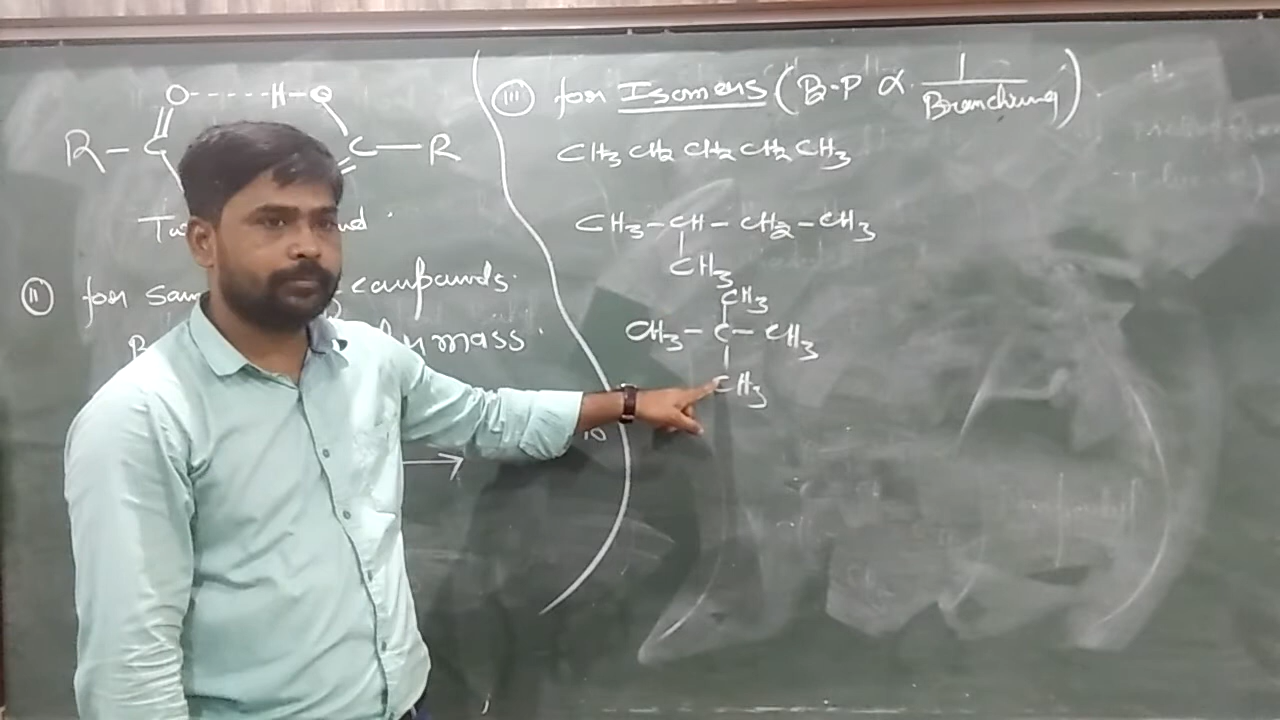 O-----H-O
R-C
C-R
(II) for
compounds.
mass.
(III) for Isomers (B.P α 1/Branching)
CH3 CH2 CH2 CH2 CH3
CH3-CH-CH2-CH3
CH3
CH3
CH3-C-CH3
CH3
10